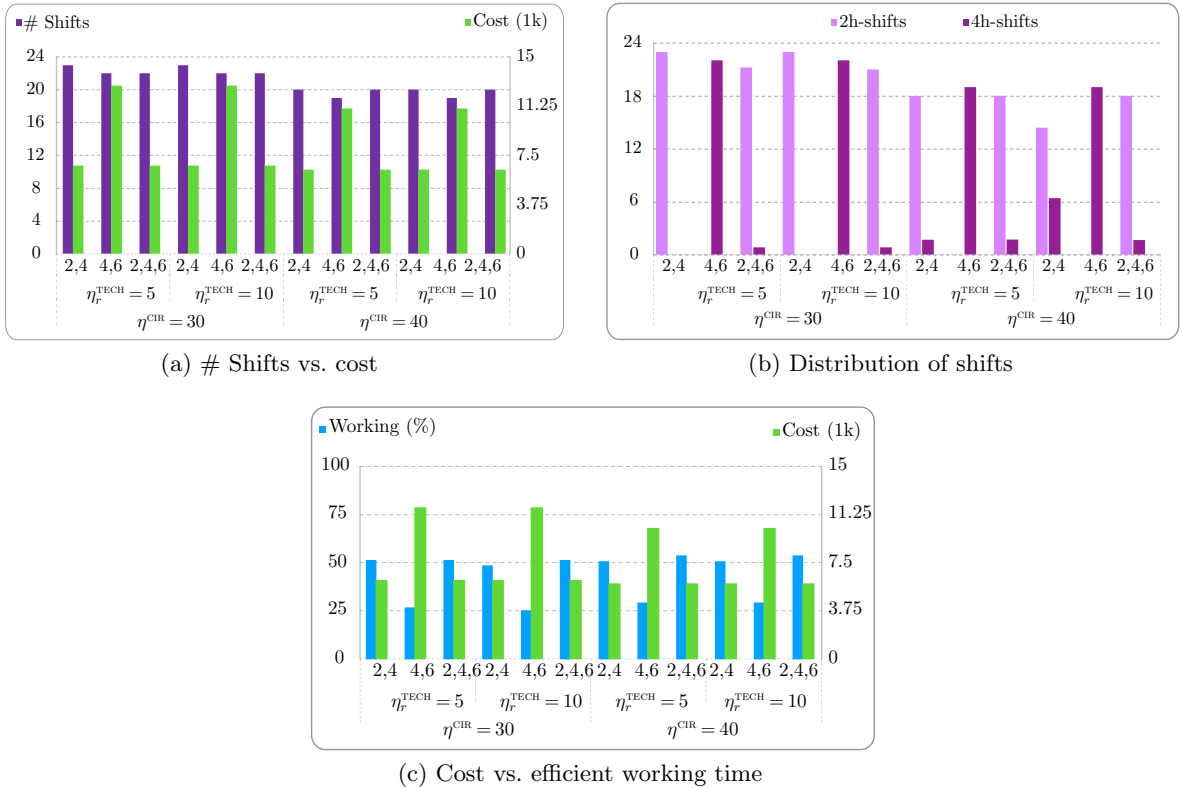 # Shifts Cost (1k)
24 15
20 11.25
16
12 7.5
8 3.75
4
0 0
2,4 4,6 2,4,6 2,4 4,6 2,4,6 2,4 4,6 2,4,6 2,4 4,6 2,4,6
η_r^TECH = 5 η_r^TECH = 10 η_r^TECH = 5 η_r^TECH = 10
η^CIR = 30 η^CIR = 40
(a) # Shifts vs. cost
2h-shifts 4h-shifts
24
18
12
6
0
2,4 4,6 2,4,6 2,4 4,6 2,4,6 2,4 4,6 2,4,6 2,4 4,6 2,4,6
η_r^TECH = 5 η_r^TECH = 10 η_r^TECH = 5 η_r^TECH = 10
η^CIR = 30 η^CIR = 40
(b) Distribution of shifts
Working (%) Cost (1k)
100 15
75 11.25
50 7.5
25 3.75
0 0
2,4 4,6 2,4,6 2,4 4,6 2,4,6 2,4 4,6 2,4,6 2,4 4,6 2,4,6
η_r^TECH = 5 η_r^TECH = 10 η_r^TECH = 5 η_r^TECH = 10
η^CIR = 30 η^CIR = 40
(c) Cost vs. efficient working time